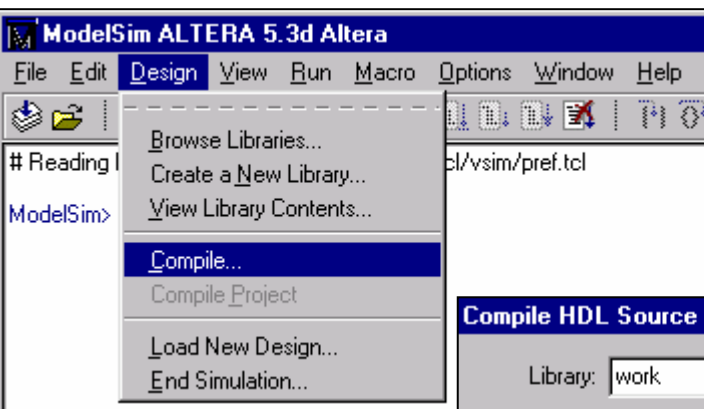 ModelSim ALTERA 5.3d Altera
File Edit Design View Run Macro Options Window Help
# Reading cl/vsim/pref.tcl
ModelSim>
Browse Libraries...
Create a New Library...
View Library Contents...
Compile...
Compile Project
Load New Design...
End Simulation...
Compile HDL Source
Library: work